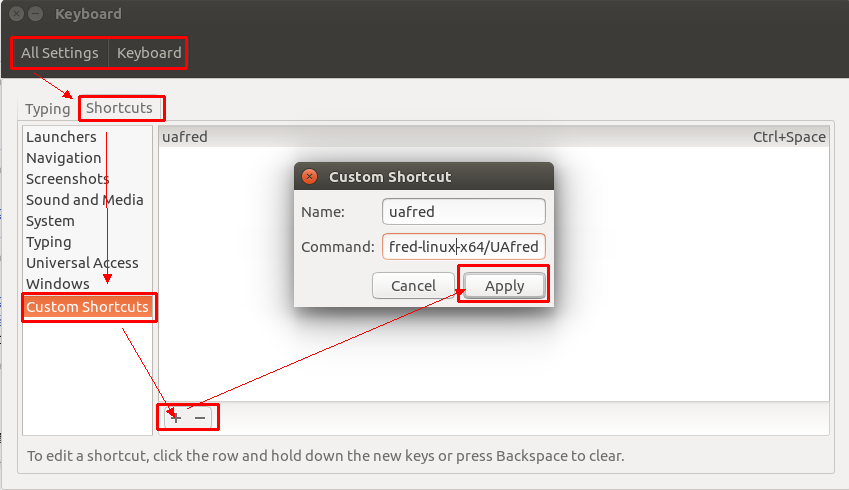 Keyboard
All Settings Keyboard
Typing Shortcuts
Launchers
Navigation
Screenshots
Sound and Media
System
Typing
Universal Access
Windows
Custom Shortcuts
uafred Ctrl+Space
Custom Shortcut
Name: uafred
Command: fred-linux-x64/UAfred
Cancel Apply
+ −
To edit a shortcut, click the row and hold down the new keys or press Backspace to clear.